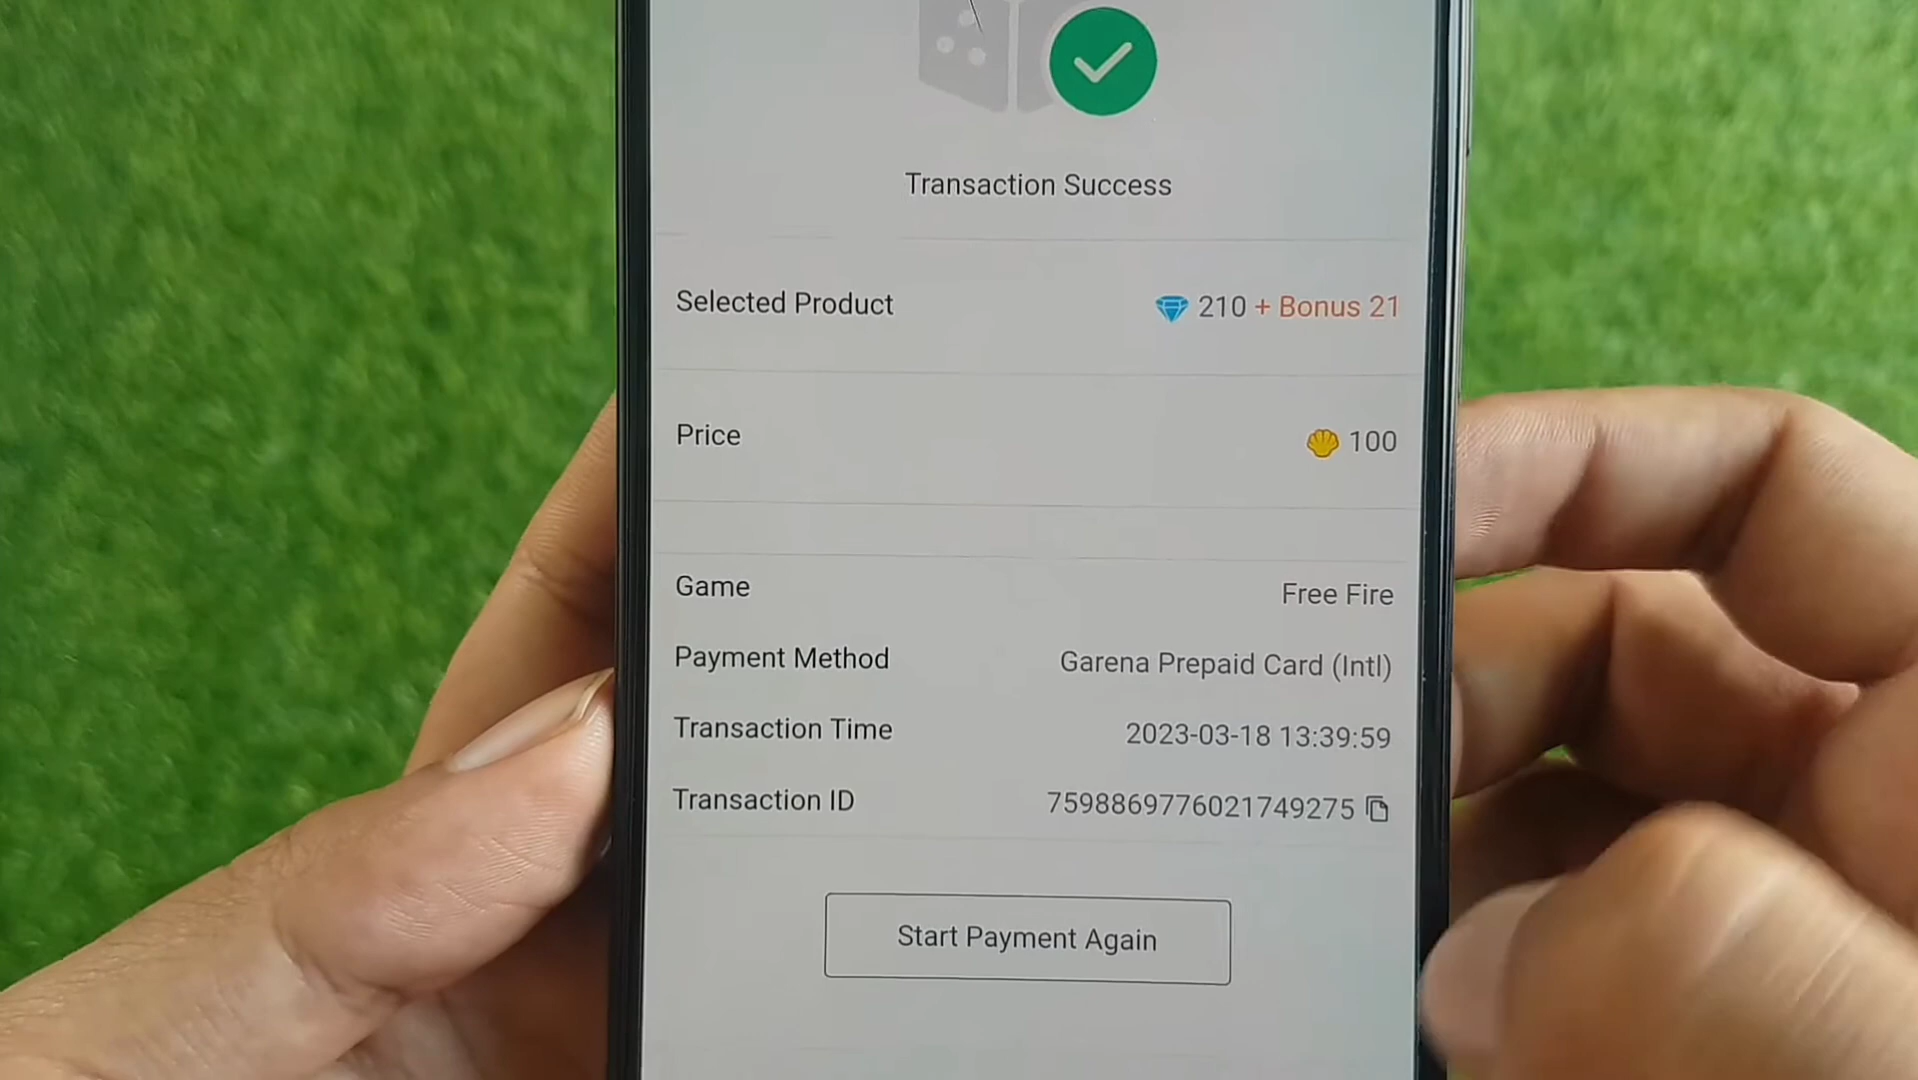 Transaction Success
Selected Product 210 + Bonus 21
Price 100
Game Free Fire
Payment Method Garena Prepaid Card (Intl)
Transaction Time 2023-03-18 13:39:59
Transaction ID 7598869776021749275
Start Payment Again